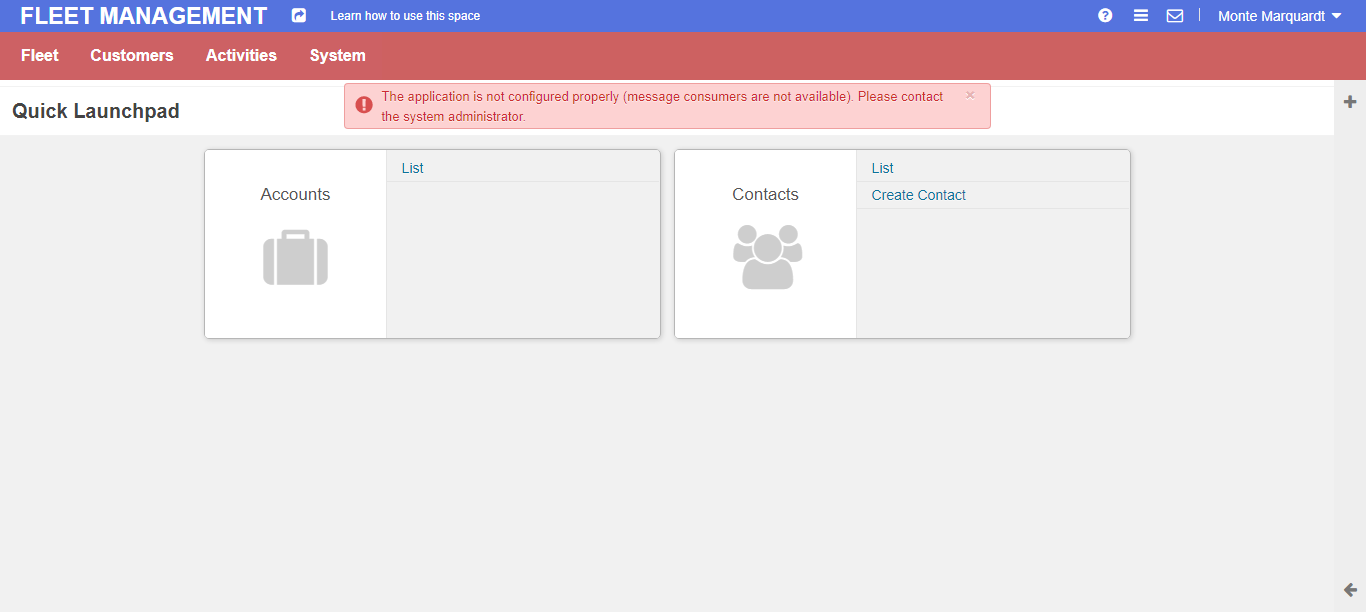 FLEET MANAGEMENT
Learn how to use this space
Monte Marquardt
Fleet
Customers
Activities
System
The application is not configured properly (message consumers are not available). Please contact
the system administrator.
Quick Launchpad
Accounts
List
Contacts
List
Create Contact